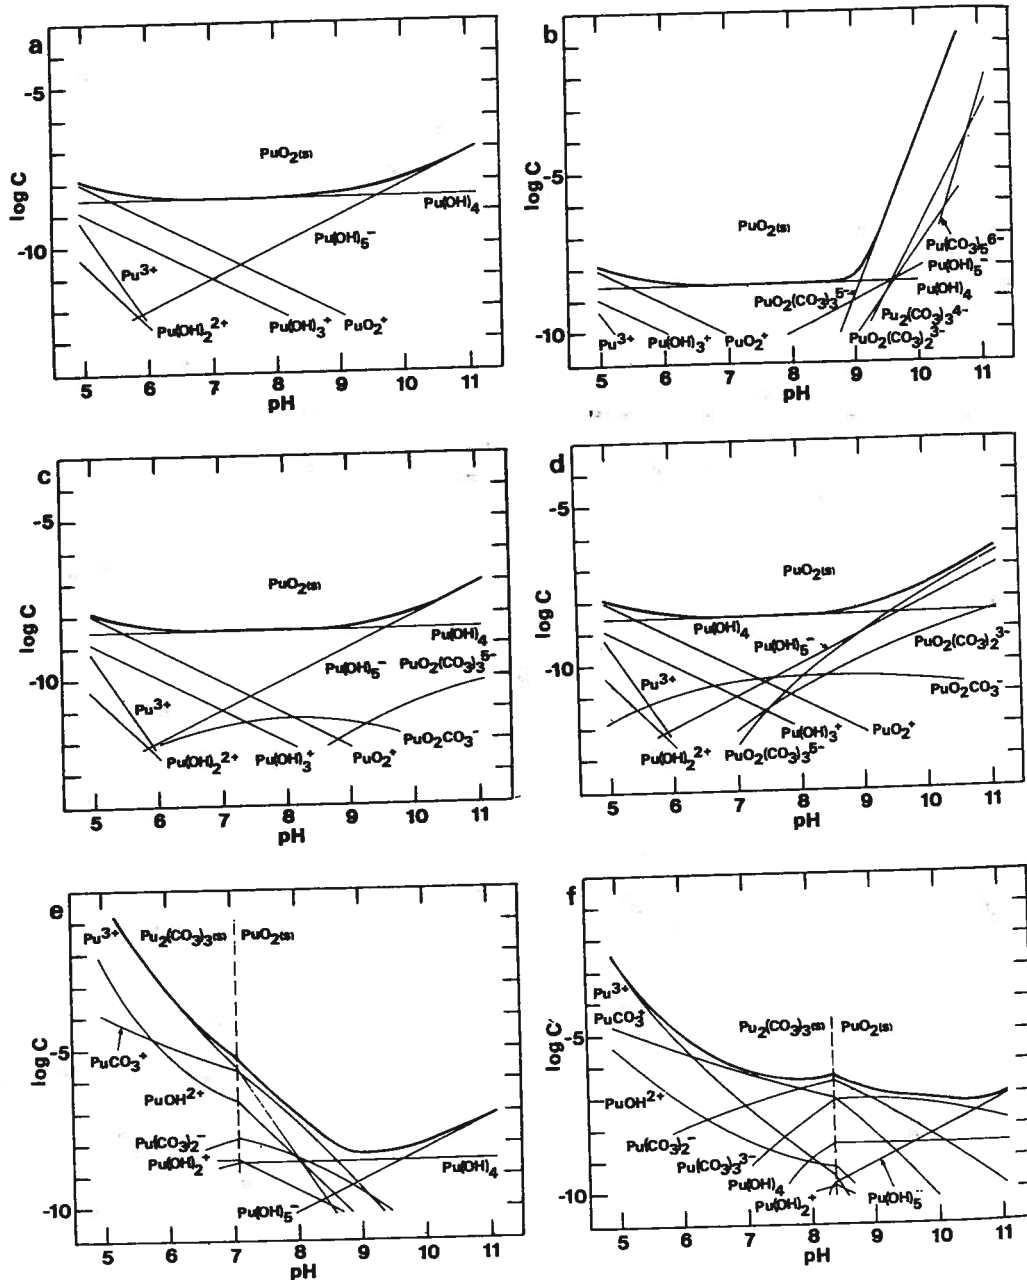 a
log C
-5
-10
PuO2(s)
Pu(OH)4
Pu(OH)5−
Pu3+
Pu(OH)22+
Pu(OH)3+
PuO2+
5 6 7 8 9 10 11
pH
b
log C
-5
-10
PuO2(s)
Pu(CO3)56−
Pu(OH)5−
Pu(OH)4
PuO2(CO3)35−
Pu2(CO3)34−
PuO2(CO3)23−
Pu3+
Pu(OH)3+
PuO2+
5 6 7 8 9 10 11
pH
c
log C
-5
-10
PuO2(s)
Pu(OH)4
Pu(OH)5−
PuO2(CO3)35−
Pu3+
PuO2CO3−
Pu(OH)22+
Pu(OH)3+
PuO2+
5 6 7 8 9 10 11
pH
d
log C
-5
-10
PuO2(s)
Pu(OH)4
Pu(OH)5−
PuO2(CO3)23−
Pu3+
PuO2CO3−
Pu(OH)3+
PuO2+
Pu(OH)22+
PuO2(CO3)35−
5 6 7 8 9 10 11
pH
e
log C
-5
-10
Pu3+
Pu2(CO3)3(s)
PuO2(s)
PuCO3+
PuOH2+
Pu(CO3)2−
Pu(OH)2+
Pu(OH)4
Pu(OH)5−
5 6 7 8 9 10 11
pH
f
log C
-5
-10
Pu3+
PuCO3+
Pu2(CO3)3(s)
PuO2(s)
PuOH2+
Pu(CO3)2−
Pu(CO3)33−
Pu(OH)4
Pu(OH)2+
Pu(OH)5−
5 6 7 8 9 10 11
pH